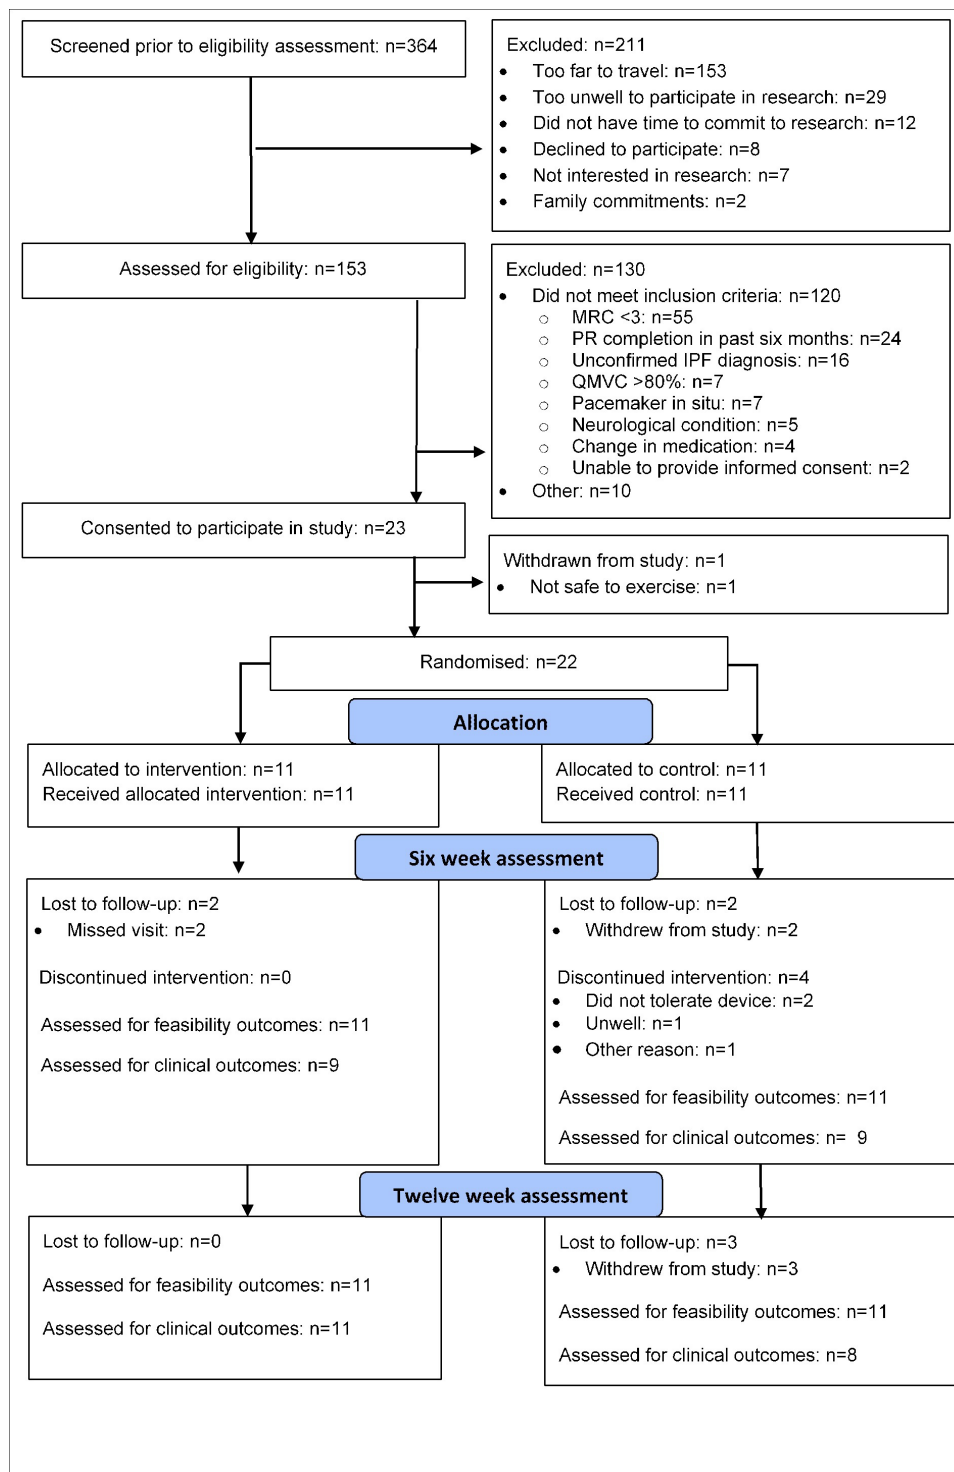 Screened prior to eligibility assessment: n=364
Excluded: n=211
• Too far to travel: n=153
• Too unwell to participate in research: n=29
• Did not have time to commit to research: n=12
• Declined to participate: n=8
• Not interested in research: n=7
• Family commitments: n=2
Assessed for eligibility: n=153
Excluded: n=130
• Did not meet inclusion criteria: n=120
○ MRC <3: n=55
○ PR completion in past six months: n=24
○ Unconfirmed IPF diagnosis: n=16
○ QMVC >80%: n=7
○ Pacemaker in situ: n=7
○ Neurological condition: n=5
○ Change in medication: n=4
○ Unable to provide informed consent: n=2
• Other: n=10
Consented to participate in study: n=23
Withdrawn from study: n=1
• Not safe to exercise: n=1
Randomised: n=22
Allocation
Allocated to intervention: n=11
Received allocated intervention: n=11
Allocated to control: n=11
Received control: n=11
Six week assessment
Lost to follow-up: n=2
• Missed visit: n=2
Discontinued intervention: n=0
Assessed for feasibility outcomes: n=11
Assessed for clinical outcomes: n=9
Lost to follow-up: n=2
• Withdrew from study: n=2
Discontinued intervention: n=4
• Did not tolerate device: n=2
• Unwell: n=1
• Other reason: n=1
Assessed for feasibility outcomes: n=11
Assessed for clinical outcomes: n= 9
Twelve week assessment
Lost to follow-up: n=0
Assessed for feasibility outcomes: n=11
Assessed for clinical outcomes: n=11
Lost to follow-up: n=3
• Withdrew from study: n=3
Assessed for feasibility outcomes: n=11
Assessed for clinical outcomes: n=8